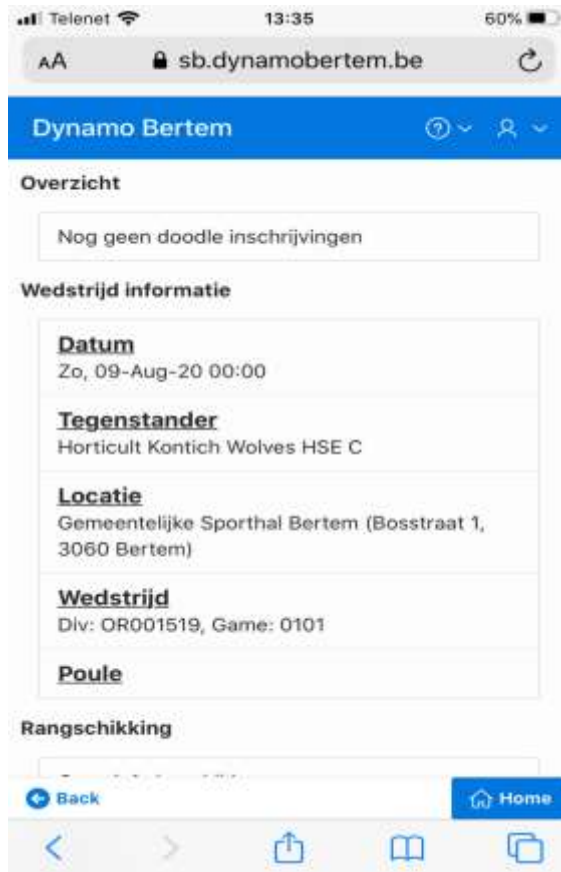 Telenet 13:35 60%
AA sb.dynamobertem.be
Dynamo Bertem
Overzicht
Nog geen doodle inschrijvingen
Wedstrijd informatie
Datum
Zo, 09-Aug-20 00:00
Tegenstander
Horticult Kontich Wolves HSE C
Locatie
Gemeentelijke Sporthal Bertem (Bosstraat 1,
3060 Bertem)
Wedstrijd
Div: OR001519, Game: 0101
Poule
Rangschikking
Back Home